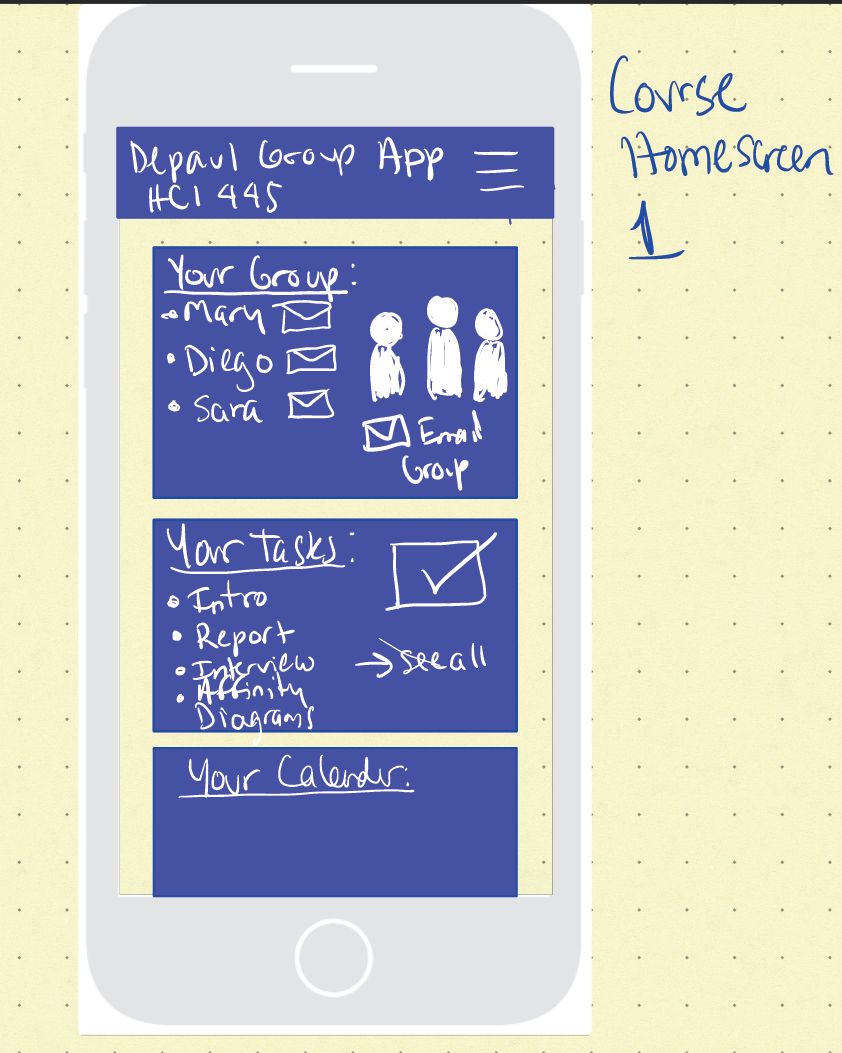 Course
Homescreen
1
Depaul Group App
HCI 445
Your Group:
• Mary
• Diego
• Sara
Email
Group
Your Tasks:
• Intro
• Report
• Interview
• Affinity
Diagrams
→ See all
Your Calendr: